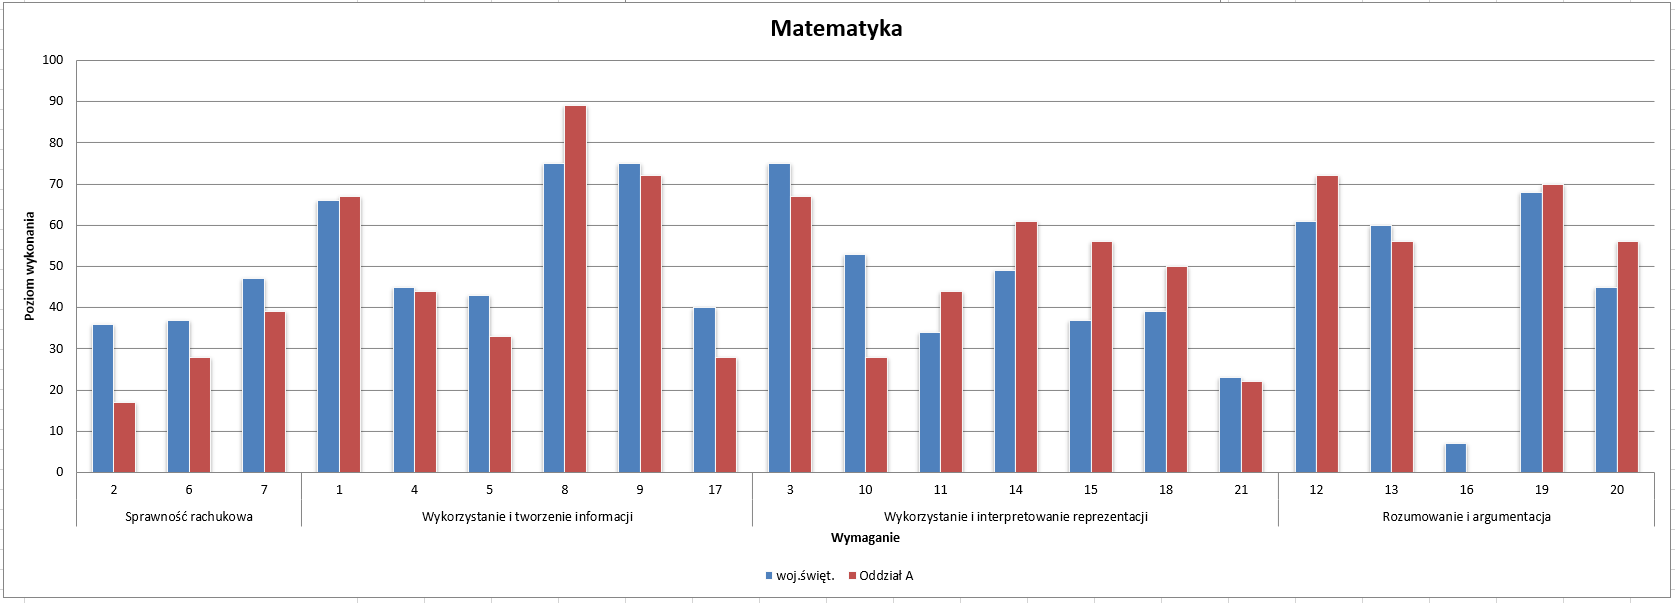 Matematyka
100
90
80
70
60
50
40
30
20
10
0
Poziom wykonania
2 6 7 1 4 5 8 9 17 3 10 11 14 15 18 21 12 13 16 19 20
Sprawność rachukowa Wykorzystanie i tworzenie informacji Wykorzystanie i interpretowanie reprezentacji Rozumowanie i argumentacja
Wymaganie
woj.święt. Oddział A